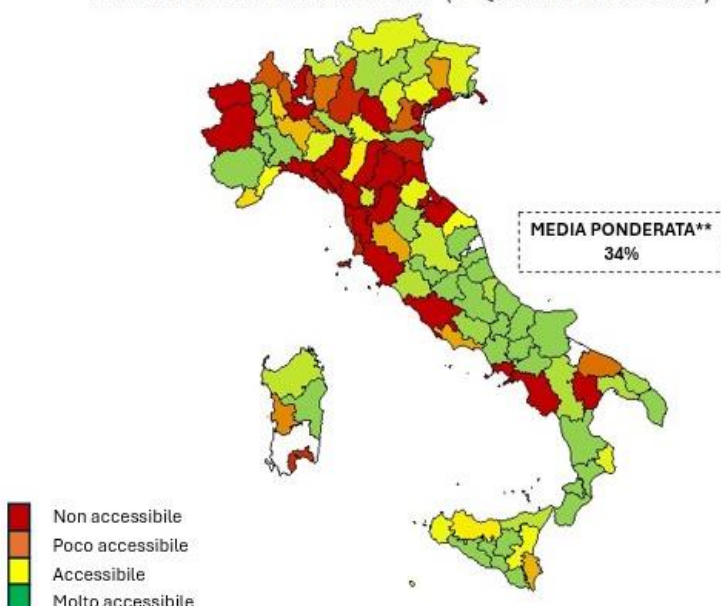 MEDIA PONDERATA**
34%
Non accessibile
Poco accessibile
Accessibile
Molto accessibile